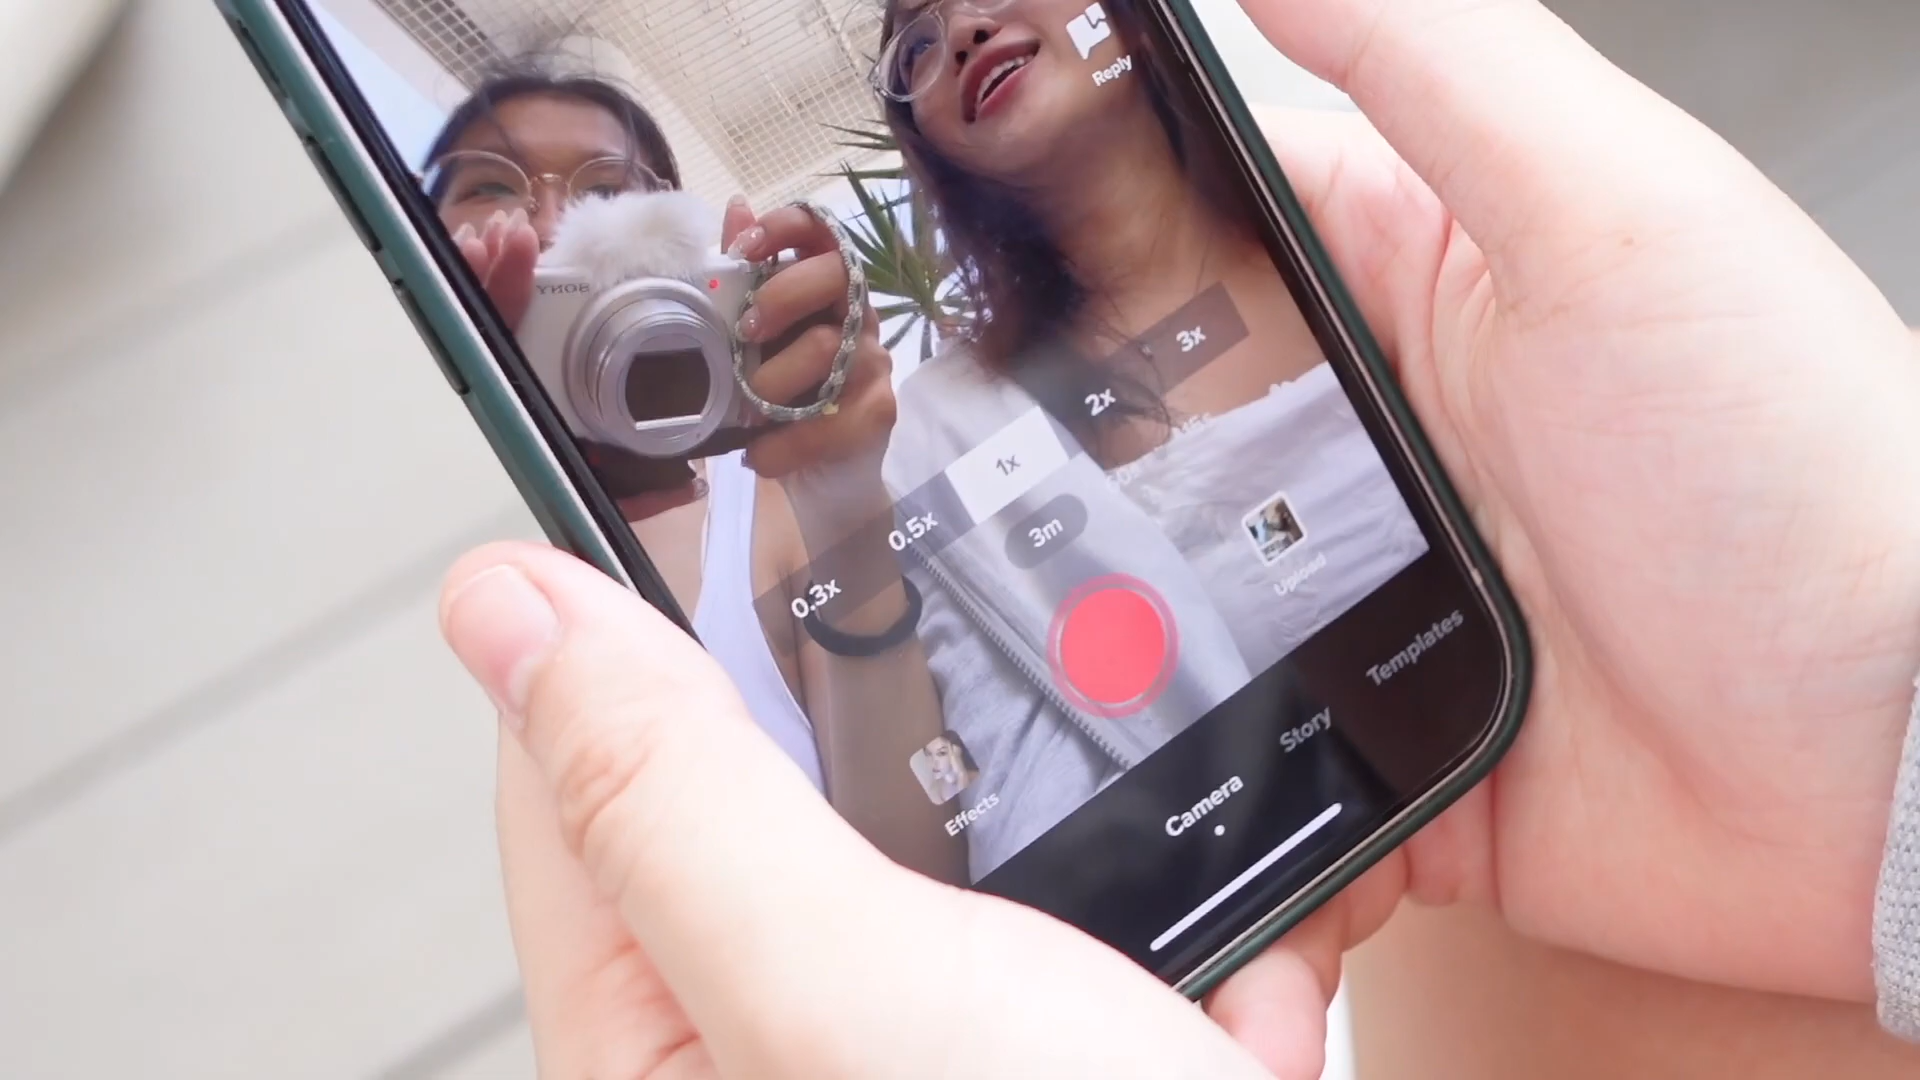 Reply
SONY
3x
2x
1x
0.5x
0.3x
3m
Upload
Effects
Templates
Story
Camera